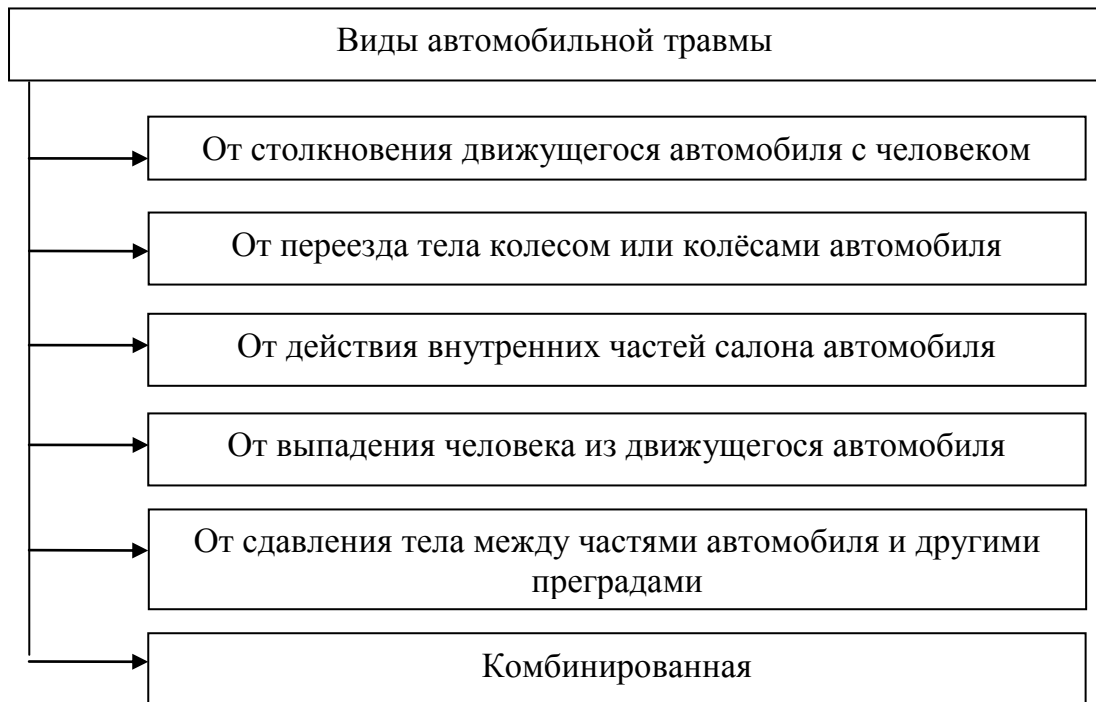 Виды автомобильной травмы
От столкновения движущегося автомобиля с человеком
От переезда тела колесом или колёсами автомобиля
От действия внутренних частей салона автомобиля
От выпадения человека из движущегося автомобиля
От сдавления тела между частями автомобиля и другими
преградами
Комбинированная